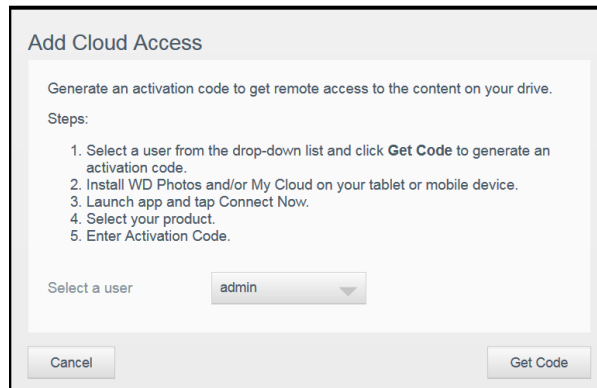 Add Cloud Access
Generate an activation code to get remote access to the content on your drive.
Steps:
1. Select a user from the drop-down list and click Get Code to generate an
activation code.
2. Install WD Photos and/or My Cloud on your tablet or mobile device.
3. Launch app and tap Connect Now.
4. Select your product.
5. Enter Activation Code.
Select a user admin
Cancel Get Code